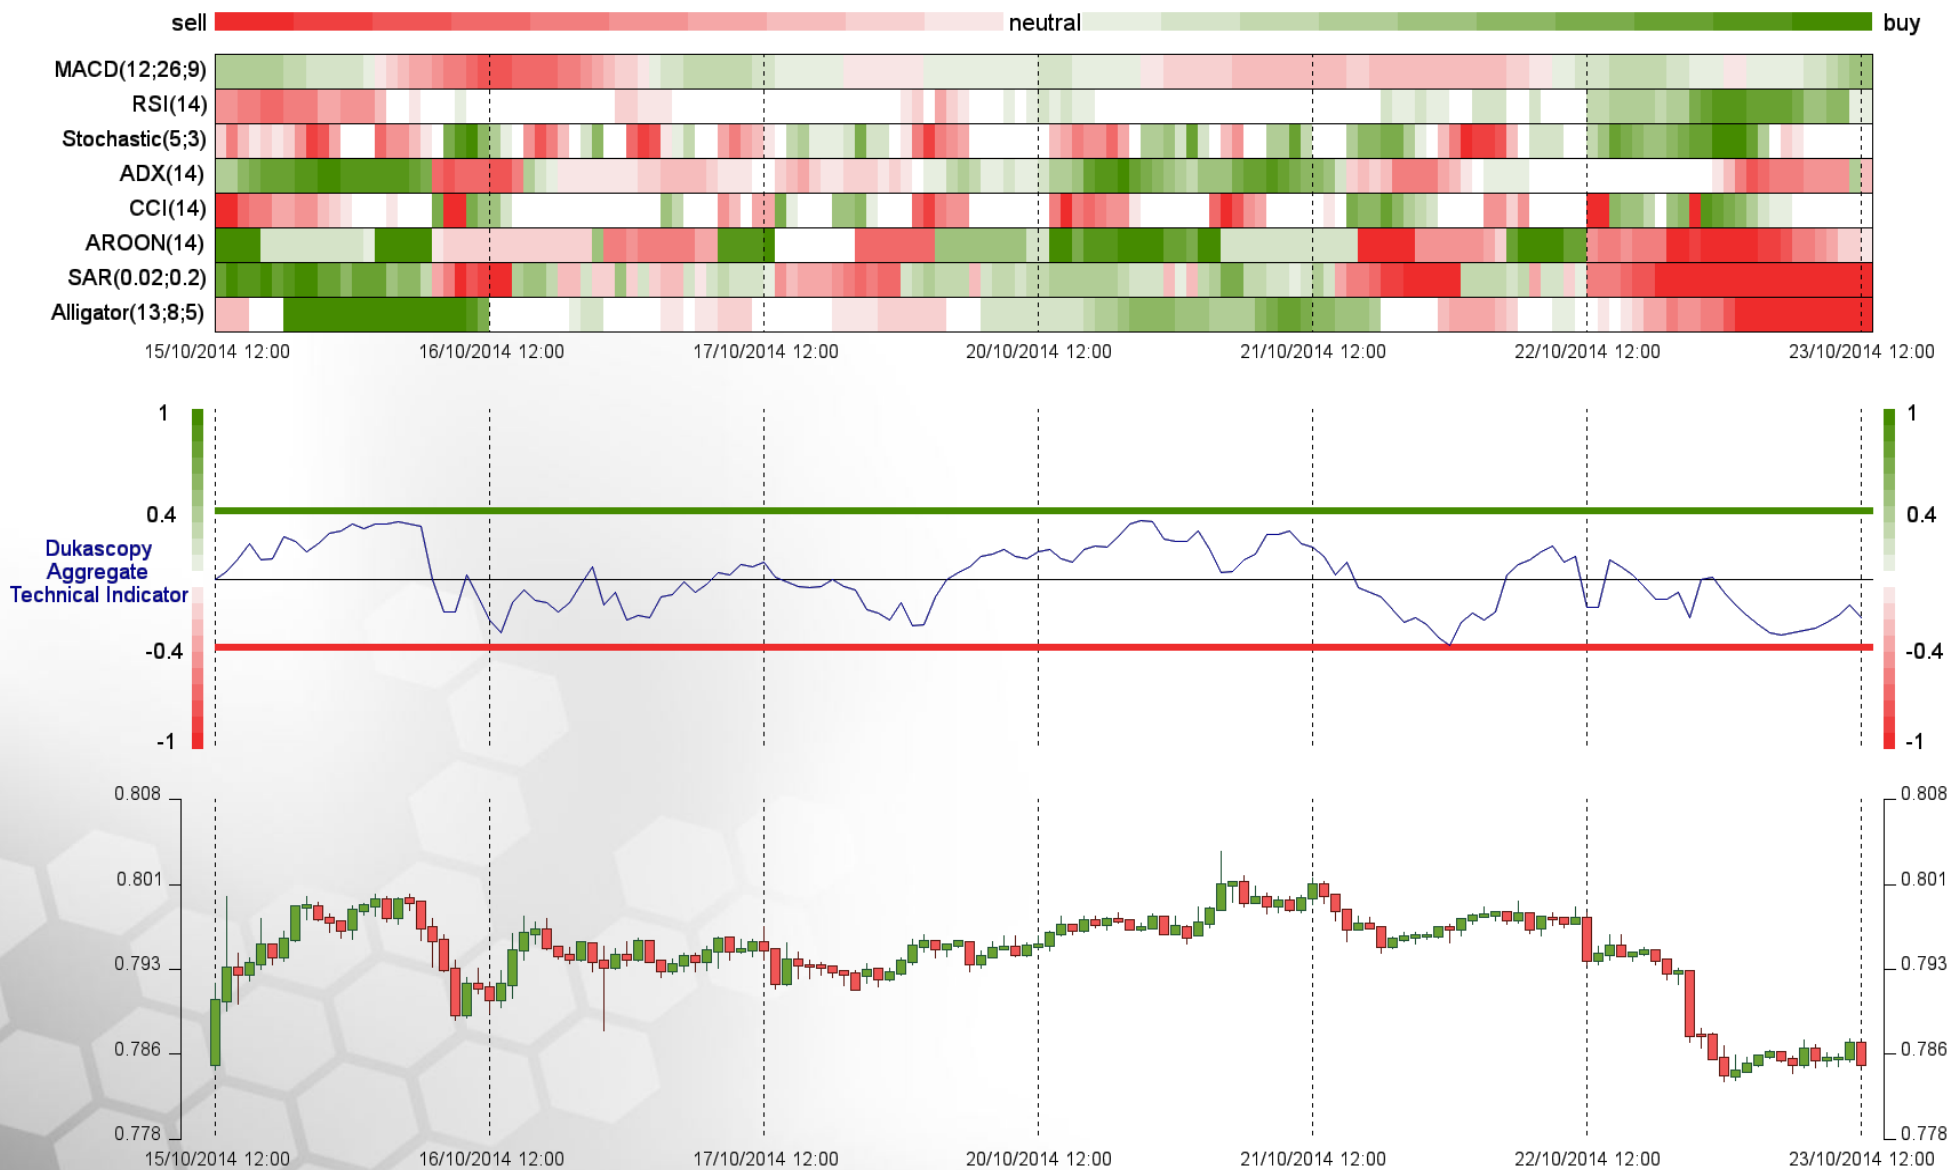 sell neutral buy
MACD(12;26;9)
RSI(14)
Stochastic(5;3)
ADX(14)
CCI(14)
AROON(14)
SAR(0.02;0.2)
Alligator(13;8;5)
15/10/2014 12:00 16/10/2014 12:00 17/10/2014 12:00 20/10/2014 12:00 21/10/2014 12:00 22/10/2014 12:00 23/10/2014 12:00
1 1
0.4 0.4
Dukascopy
Aggregate
Technical Indicator
-0.4 -0.4
-1 -1
0.808 0.808
0.801 0.801
0.793 0.793
0.786 0.786
0.778 0.778
15/10/2014 12:00 16/10/2014 12:00 17/10/2014 12:00 20/10/2014 12:00 21/10/2014 12:00 22/10/2014 12:00 23/10/2014 12:00